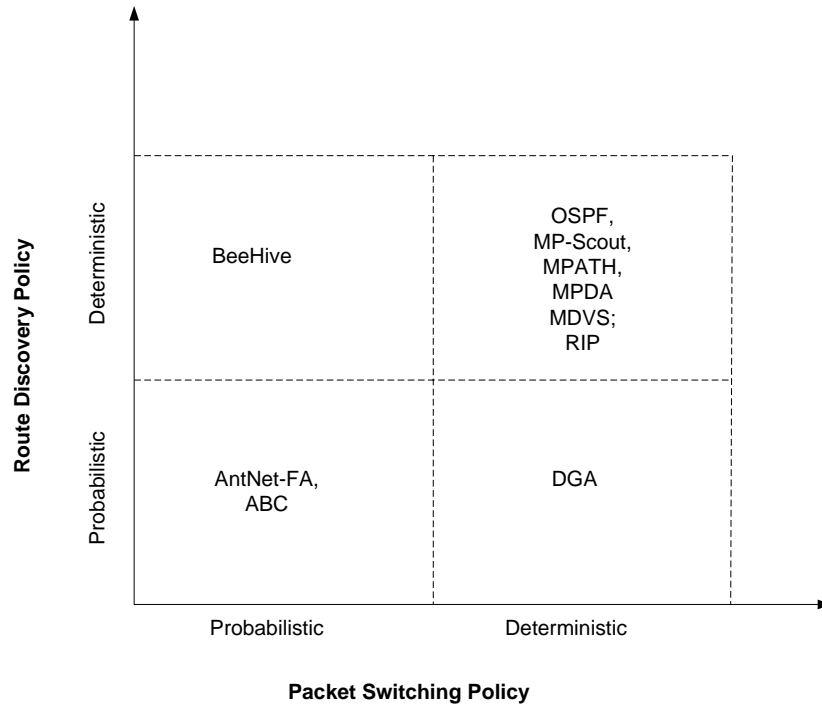 Route Discovery Policy
Deterministic
Probabilistic
BeeHive
OSPF,
MP-Scout,
MPATH,
MPDA
MDVS;
RIP
AntNet-FA,
ABC
DGA
Probabilistic
Deterministic
Packet Switching Policy